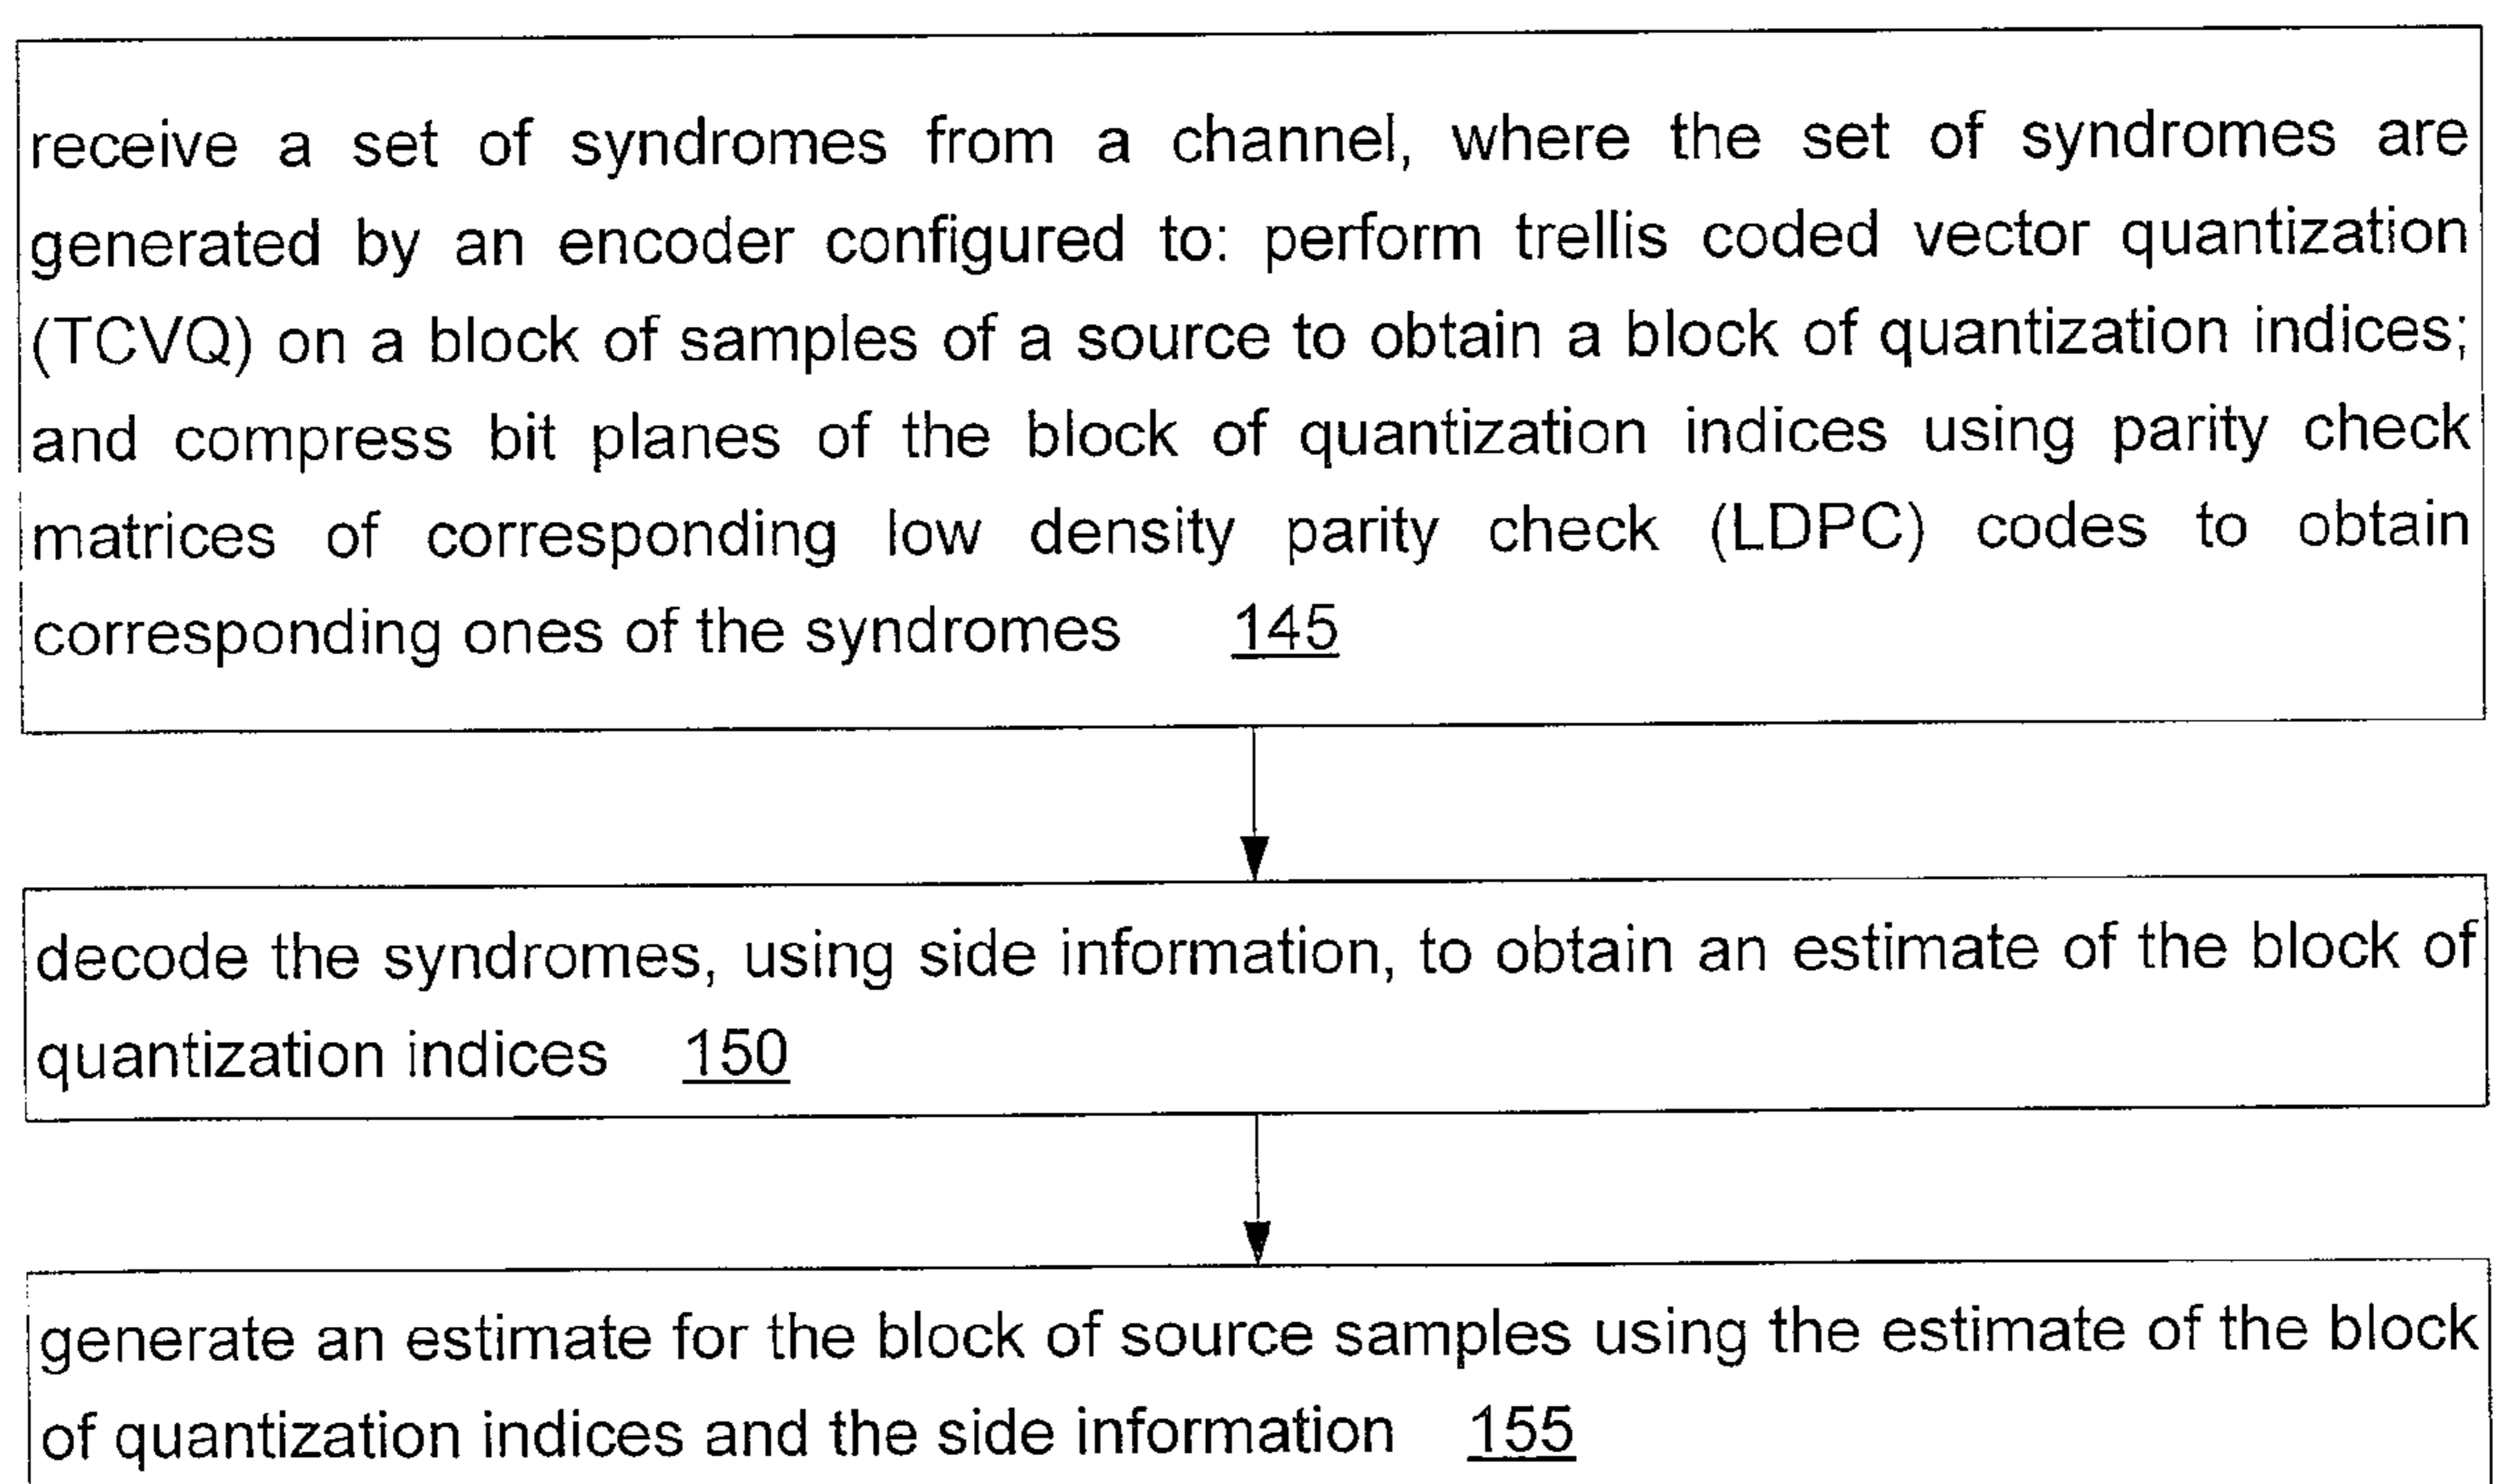 receive a set of syndromes from a channel, where the set of syndromes are
generated by an encoder configured to: perform trellis coded vector quantization
(TCVQ) on a block of samples of a source to obtain a block of quantization indices;
and compress bit planes of the block of quantization indices using parity check
matrices of corresponding low density parity check (LDPC) codes to obtain
corresponding ones of the syndromes 145
decode the syndromes, using side information, to obtain an estimate of the block of
quantization indices 150
generate an estimate for the block of source samples using the estimate of the block
of quantization indices and the side information 155